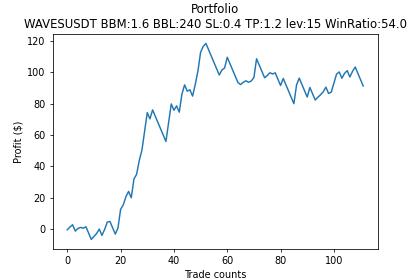 Portfolio
WAVESUSDT BBM:1.6 BBL:240 SL:0.4 TP:1.2 lev:15 WinRatio:54.0
120
100
80
60
40
20
0
Profit ($)
0 20 40 60 80 100
Trade counts